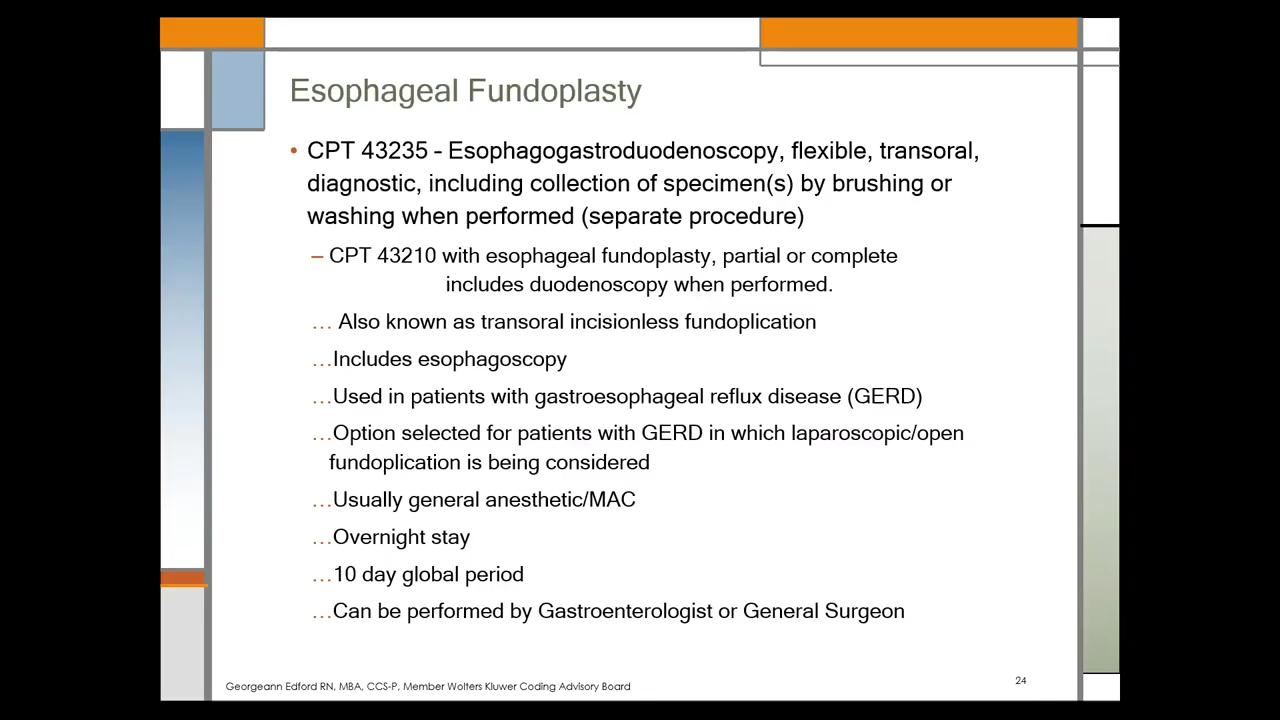 Esophageal Fundoplasty
• CPT 43235 - Esophagogastroduodenoscopy, flexible, transoral,
diagnostic, including collection of specimen(s) by brushing or
washing when performed (separate procedure)
– CPT 43210 with esophageal fundoplasty, partial or complete
includes duodenoscopy when performed.
… Also known as transoral incisionless fundoplication
…Includes esophagoscopy
…Used in patients with gastroesophageal reflux disease (GERD)
…Option selected for patients with GERD in which laparoscopic/open
fundoplication is being considered
…Usually general anesthetic/MAC
…Overnight stay
…10 day global period
…Can be performed by Gastroenterologist or General Surgeon
Georgeann Edford RN, MBA, CCS-P, Member Wolters Kluwer Coding Advisory Board
24